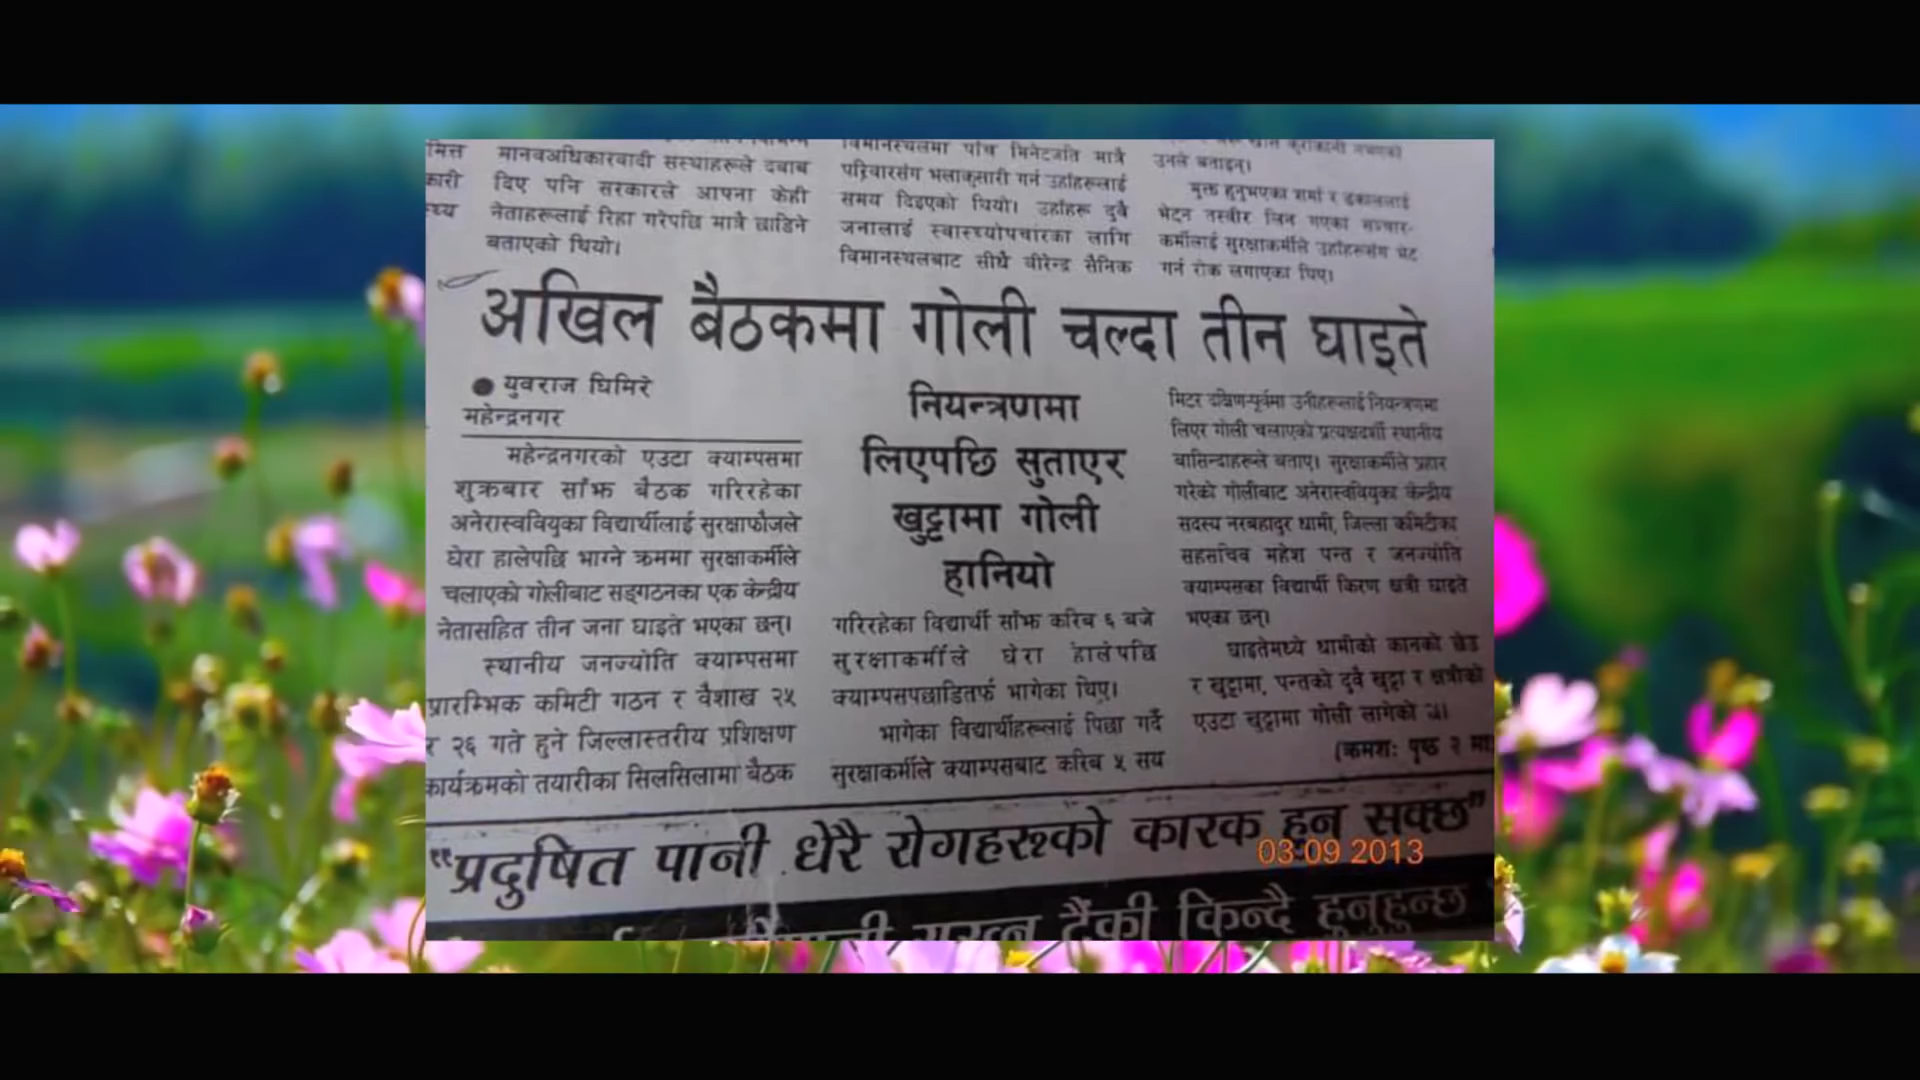 मित्त
कारी
मानवअधिकारवादी संस्थाहरूले दबाब
दिए पनि सरकारले आफ्ना केही
नेताहरूलाई रिहा गरेपछि मात्रै छाडिने
बताएको थियो।
विमानस्थलमा पाँच मिनेटजति मात्रै
परिवारसंग भलाकुसारी गर्न उहाँहरूलाई
समय दिइएको थियो। उहाँहरू दुवै
जनालाई स्वास्थ्योपचारका लागि
विमानस्थलबाट सीधै वीरेन्द्र सैनिक
उनले बताइन्।
मुक्त हुनुभएका शर्मा र ढकाललाई
भेट्न तस्वीर लिन गएका सञ्चार-
कर्मीलाई सुरक्षाकर्मीले उहाँहरूसंग भेट
गर्न रोक लगाएका थिए।
अखिल बैठकमा गोली चल्दा तीन घाइते
● युवराज घिमिरे
महेन्द्रनगर
महेन्द्रनगरको एउटा क्याम्पसमा
शुक्रबार साँझ बैठक गरिरहेका
अनेरास्ववियुका विद्यार्थीलाई सुरक्षाफौजले
घेरा हालेपछि भाग्ने क्रममा सुरक्षाकर्मीले
चलाएको गोलीबाट सङ्गठनका एक केन्द्रीय
नेतासहित तीन जना घाइते भएका छन्।
स्थानीय जनज्योति क्याम्पसमा
प्रारम्भिक कमिटी गठन र वैशाख २५
र २६ गते हुने जिल्लास्तरीय प्रशिक्षण
कार्यक्रमको तयारीका सिलसिलामा बैठक
नियन्त्रणमा
लिएपछि सुताएर
खुट्टामा गोली
हानियो
गरिरहेका विद्यार्थी साँझ करिब ६ बजे
सुरक्षाकर्मीले घेरा हालेपछि
क्याम्पसपछाडितर्फ भागेका थिए।
भागेका विद्यार्थीहरूलाई पिछा गर्दै
सुरक्षाकर्मीले क्याम्पसबाट करिब ५ सय
मिटर दक्षिण-पूर्वमा उनीहरूलाई नियन्त्रणमा
लिएर गोली चलाएको प्रत्यक्षदर्शी स्थानीय
बासिन्दाहरूले बताए। सुरक्षाकर्मीले प्रहार
गरेको गोलीबाट अनेरास्ववियुका केन्द्रीय
सदस्य नरबहादुर धामी, जिल्ला कमिटीका
सहसचिव महेश पन्त र जनज्योति
क्याम्पसका विद्यार्थी किरण क्षत्री घाइते
भएका छन्।
घाइतेमध्ये धामीको कानको छेउ
र खुट्टामा, पन्तको दुवै खुट्टा र क्षत्रीको
एउटा खुट्टामा गोली लागेको
(क्रमशः पृष्ठ २ मा
"प्रदुषित पानी धेरै रोगहरुको कारक हुन सक्छ"
03.09.2013
टैंकी किन्दै हुनुहुन्छ